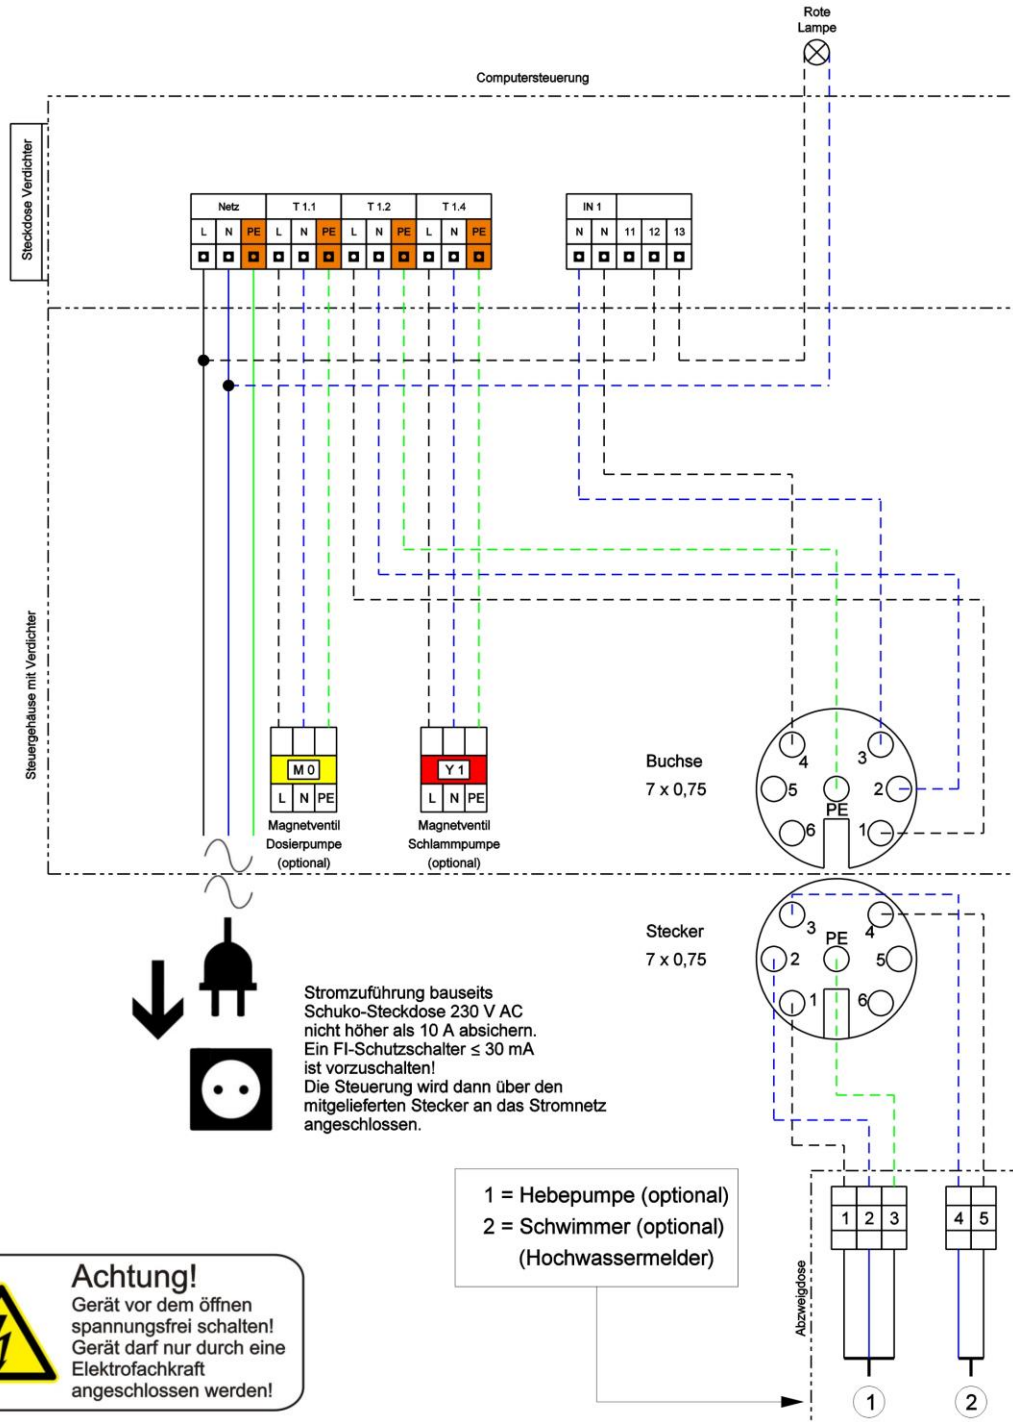 Rote
Lampe
Computersteuerung
Steckdose Verdichter
Netz T 1.1 T 1.2 T 1.4
L N PE L N PE L N PE L N PE
IN 1
N N 11 12 13
Steuergehäuse mit Verdichter
M 0
L N PE
Magnetventil
Dosierpumpe
(optional)
Y 1
L N PE
Magnetventil
Schlammpumpe
(optional)
Buchse
7 x 0,75
4 3
5 2
PE
6 1
Stecker
7 x 0,75
3 4
PE
2 5
1 6
Stromzuführung bauseits
Schuko-Steckdose 230 V AC
nicht höher als 10 A absichern.
Ein FI-Schutzschalter ≤ 30 mA
ist vorzuschalten!
Die Steuerung wird dann über den
mitgelieferten Stecker an das Stromnetz
angeschlossen.
1 = Hebepumpe (optional)
2 = Schwimmer (optional)
(Hochwassermelder)
Abzweigdose
1 2 3 4 5
1 2
Achtung!
Gerät vor dem öffnen
spannungsfrei schalten!
Gerät darf nur durch eine
Elektrofachkraft
angeschlossen werden!